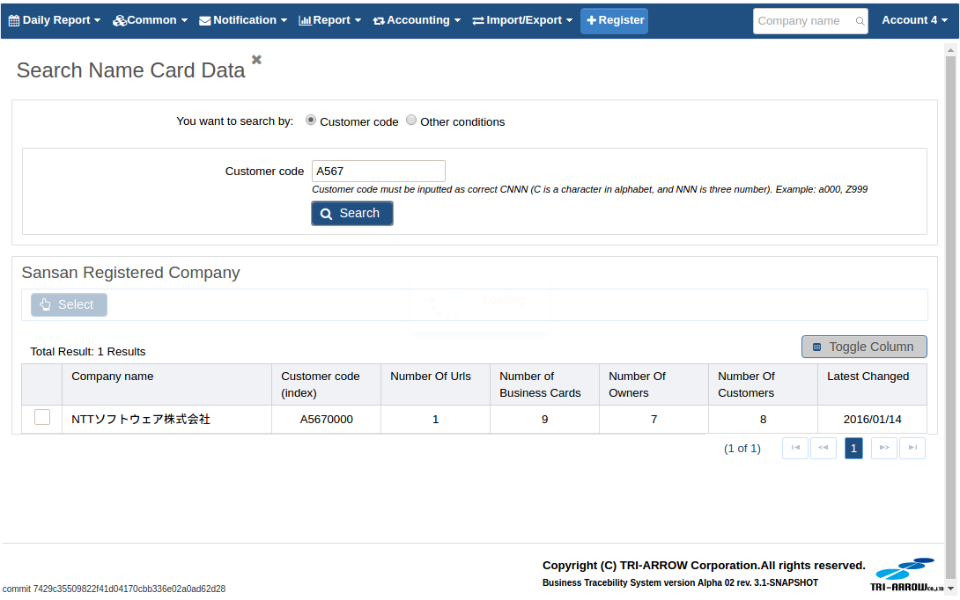 Daily Report Common Notification Report Accounting Import/Export Register Company name Account 4
Search Name Card Data
You want to search by: Customer code Other conditions
Customer code A567
Customer code must be inputted as correct CNNN (C is a character in alphabet, and NNN is three number). Example: a000, Z999
Search
Sansan Registered Company
Select
Total Result: 1 Results
Toggle Column
Company name Customer code (index) Number Of Urls Number of Business Cards Number Of Owners Number Of Customers Latest Changed
NTTソフトウェア株式会社 A5670000 1 9 7 8 2016/01/14
(1 of 1) 1
Copyright (C) TRI-ARROW Corporation.All rights reserved.
Business Tracebility System version Alpha 02 rev. 3.1-SNAPSHOT
TRI-ARROW CO.,LTD
commit 7429c35509822f41d04170cbb336e02a0ad62d28